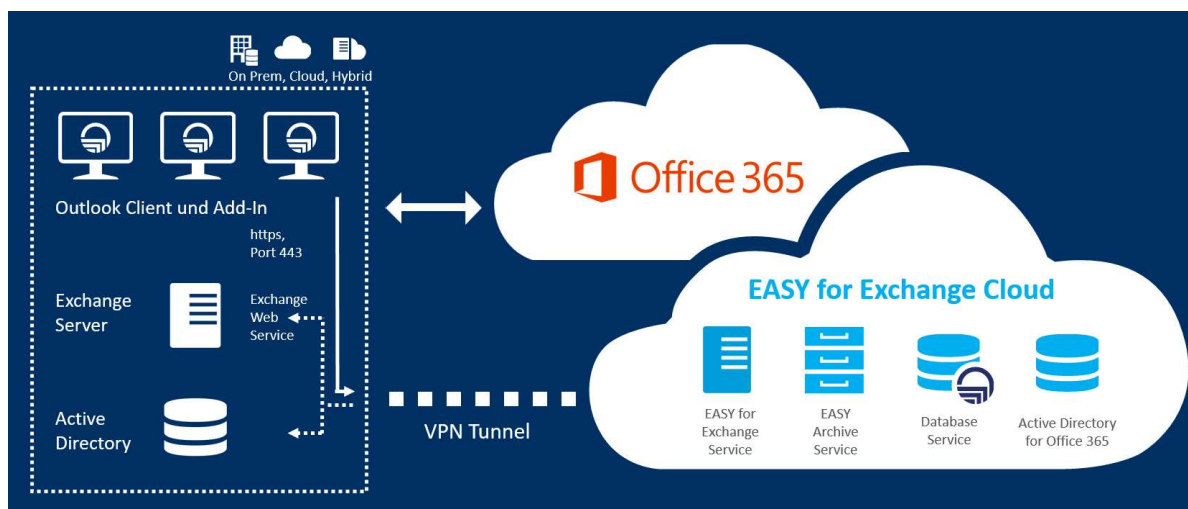 On Prem, Cloud, Hybrid
Outlook Client und Add-In
https,
Port 443
Exchange
Server
Exchange
Web
Service
Active
Directory
VPN Tunnel
Office 365
EASY for Exchange Cloud
EASY for
Exchange
Service
EASY
Archive
Service
Database
Service
Active Directory
for Office 365